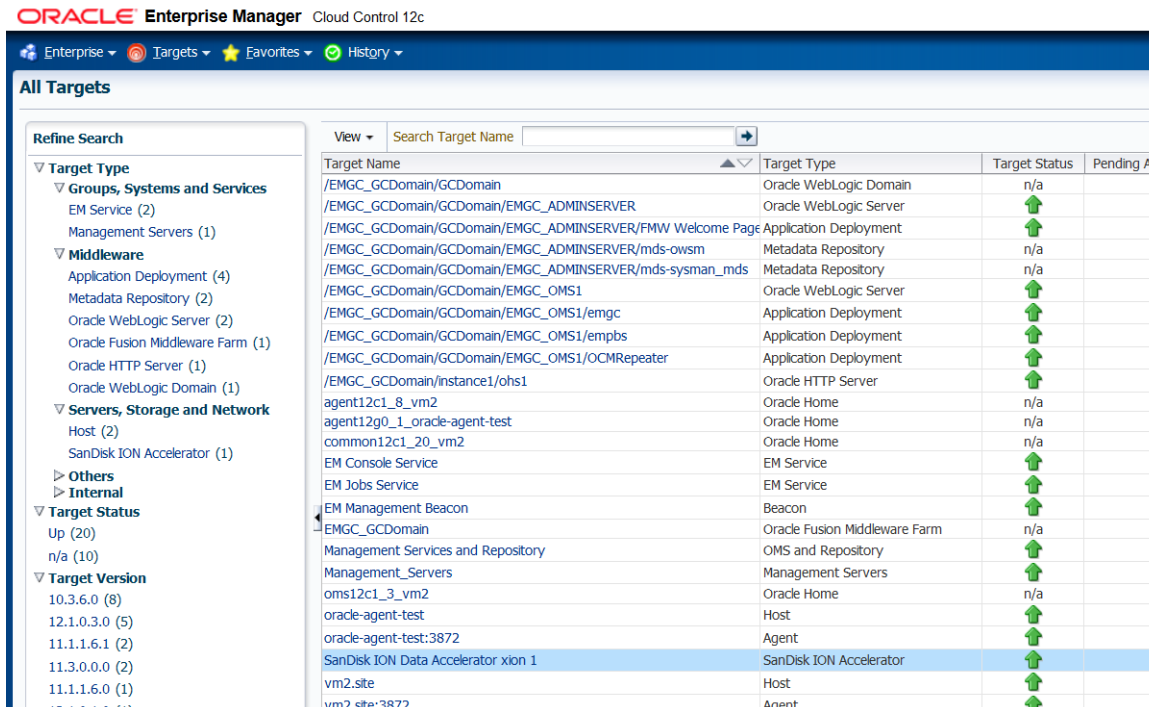 ORACLE Enterprise Manager Cloud Control 12c
Enterprise Targets Favorites History
All Targets
Refine Search
Target Type
Groups, Systems and Services
EM Service (2)
Management Servers (1)
Middleware
Application Deployment (4)
Metadata Repository (2)
Oracle WebLogic Server (2)
Oracle Fusion Middleware Farm (1)
Oracle HTTP Server (1)
Oracle WebLogic Domain (1)
Servers, Storage and Network
Host (2)
SanDisk ION Accelerator (1)
Others
Internal
Target Status
Up (20)
n/a (10)
Target Version
10.3.6.0 (8)
12.1.0.3.0 (5)
11.1.1.6.1 (2)
11.3.0.0.0 (2)
11.1.1.6.0 (1)
View Search Target Name
Target Name Target Type Target Status Pending A
/EMGC_GCDomain/GCDomain Oracle WebLogic Domain n/a
/EMGC_GCDomain/GCDomain/EMGC_ADMINSERVER Oracle WebLogic Server
/EMGC_GCDomain/GCDomain/EMGC_ADMINSERVER/FMW Welcome Page Application Deployment
/EMGC_GCDomain/GCDomain/EMGC_ADMINSERVER/mds-owsm Metadata Repository n/a
/EMGC_GCDomain/GCDomain/EMGC_ADMINSERVER/mds-sysman_mds Metadata Repository n/a
/EMGC_GCDomain/GCDomain/EMGC_OMS1 Oracle WebLogic Server
/EMGC_GCDomain/GCDomain/EMGC_OMS1/emgc Application Deployment
/EMGC_GCDomain/GCDomain/EMGC_OMS1/empbs Application Deployment
/EMGC_GCDomain/GCDomain/EMGC_OMS1/OCMRepeater Application Deployment
/EMGC_GCDomain/instance1/ohs1 Oracle HTTP Server
agent12c1_8_vm2 Oracle Home n/a
agent12g0_1_oracle-agent-test Oracle Home n/a
common12c1_20_vm2 Oracle Home n/a
EM Console Service EM Service
EM Jobs Service EM Service
EM Management Beacon Beacon
EMGC_GCDomain Oracle Fusion Middleware Farm n/a
Management Services and Repository OMS and Repository
Management_Servers Management Servers
oms12c1_3_vm2 Oracle Home n/a
oracle-agent-test Host
oracle-agent-test:3872 Agent
SanDisk ION Data Accelerator xion 1 SanDisk ION Accelerator
vm2.site Host
vm2.site:3872 Agent